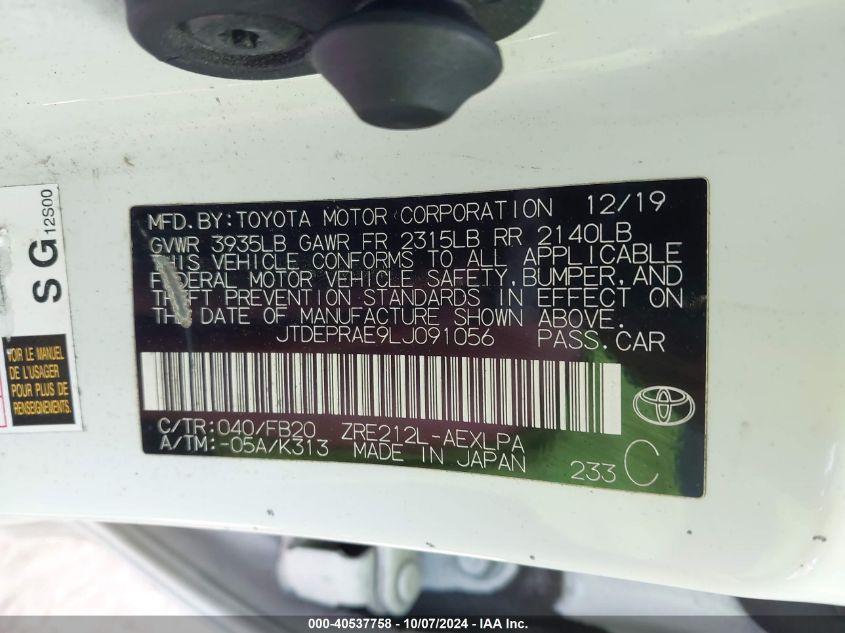 MFD. BY: TOYOTA MOTOR CORPORATION 12/19
GVWR 3935LB GAWR FR 2315LB RR 2140LB
THIS VEHICLE CONFORMS TO ALL APPLICABLE
FEDERAL MOTOR VEHICLE SAFETY, BUMPER, AND
THEFT PREVENTION STANDARDS IN EFFECT ON
THE DATE OF MANUFACTURE SHOWN ABOVE.
JTDEPRAE9LJ091056 PASS. CAR
C/TR: 040/FB20 ZRE212L-AEXLPA
A/TM: -05A/K313 MADE IN JAPAN
233 C
SG
12S00
VOIR LE MANUEL
DE L'USAGER
POUR PLUS DE
RENSEIGNEMENTS.
000-40537758 - 10/07/2024 - IAA Inc.